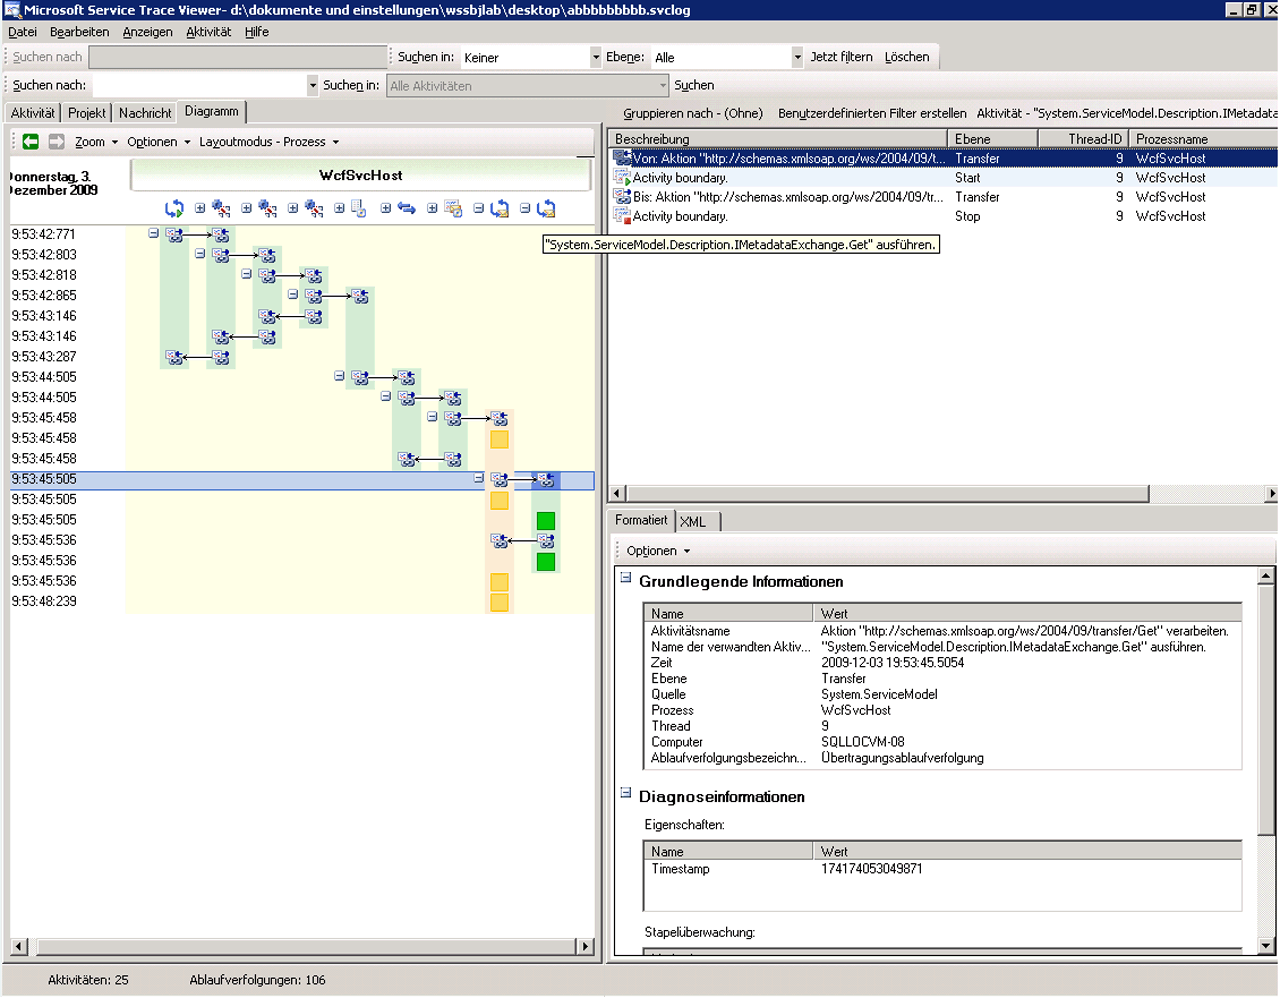 Microsoft Service Trace Viewer- d:\dokumente und einstellungen\wssbjlab\desktop\abbbbbbbbb.svclog
Datei Bearbeiten Anzeigen Aktivität Hilfe
Suchen nach Suchen in: Keiner Ebene: Alle Jetzt filtern Löschen
Suchen nach: Suchen in: Alle Aktivitäten Suchen
Aktivität Projekt Nachricht Diagramm
Zoom Optionen Layoutmodus - Prozess
onnerstag, 3.
ezember 2009
WcfSvcHost
9:53:42:771
9:53:42:803
9:53:42:818
9:53:42:865
9:53:43:146
9:53:43:146
9:53:43:287
9:53:44:505
9:53:44:505
9:53:45:458
9:53:45:458
9:53:45:458
9:53:45:505
9:53:45:505
9:53:45:505
9:53:45:536
9:53:45:536
9:53:45:536
9:53:48:239
Gruppieren nach - (Ohne) Benutzerdefinierten Filter erstellen Aktivität - "System.ServiceModel.Description.IMetadata
Beschreibung Ebene Thread-ID Prozessname
Von: Aktion "http://schemas.xmlsoap.org/ws/2004/09/t... Transfer 9 WcfSvcHost
Activity boundary. Start 9 WcfSvcHost
Bis: Aktion "http://schemas.xmlsoap.org/ws/2004/09/tr... Transfer 9 WcfSvcHost
Activity boundary. Stop 9 WcfSvcHost
"System.ServiceModel.Description.IMetadataExchange.Get" ausführen.
Formatiert XML
Optionen
Grundlegende Informationen
Name Wert
Aktivitätsname Aktion "http://schemas.xmlsoap.org/ws/2004/09/transfer/Get" verarbeiten.
Name der verwandten Aktiv... "System.ServiceModel.Description.IMetadataExchange.Get" ausführen.
Zeit 2009-12-03 19:53:45.5054
Ebene Transfer
Quelle System.ServiceModel
Prozess WcfSvcHost
Thread 9
Computer SQLLOCVM-08
Ablaufverfolgungsbezeichn... Übertragungsablaufverfolgung
Diagnoseinformationen
Eigenschaften:
Name Wert
Timestamp 174174053049871
Stapelüberwachung:
Aktivitäten: 25 Ablaufverfolgungen: 106